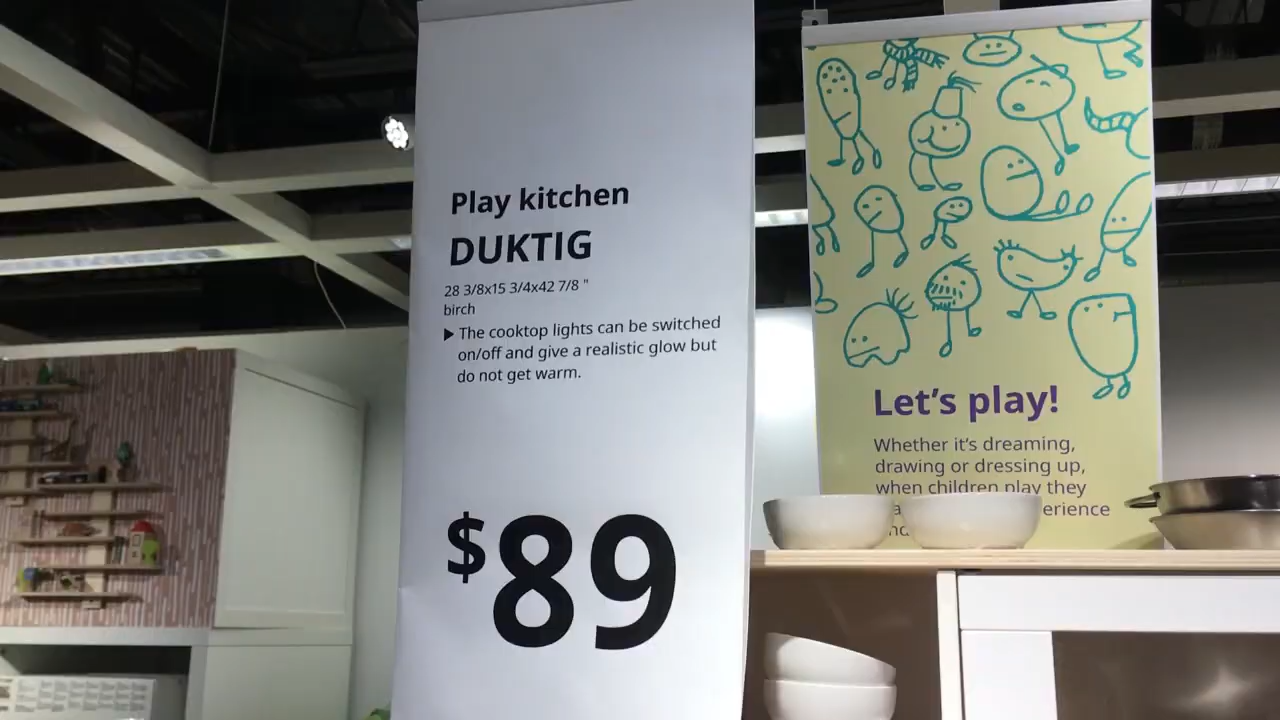 Play kitchen
DUKTIG
28 3/8x15 3/4x42 7/8 "
birch
▶ The cooktop lights can be switched
on/off and give a realistic glow but
do not get warm.
$89
Let's play!
Whether it's dreaming,
drawing or dressing up,
when children play they